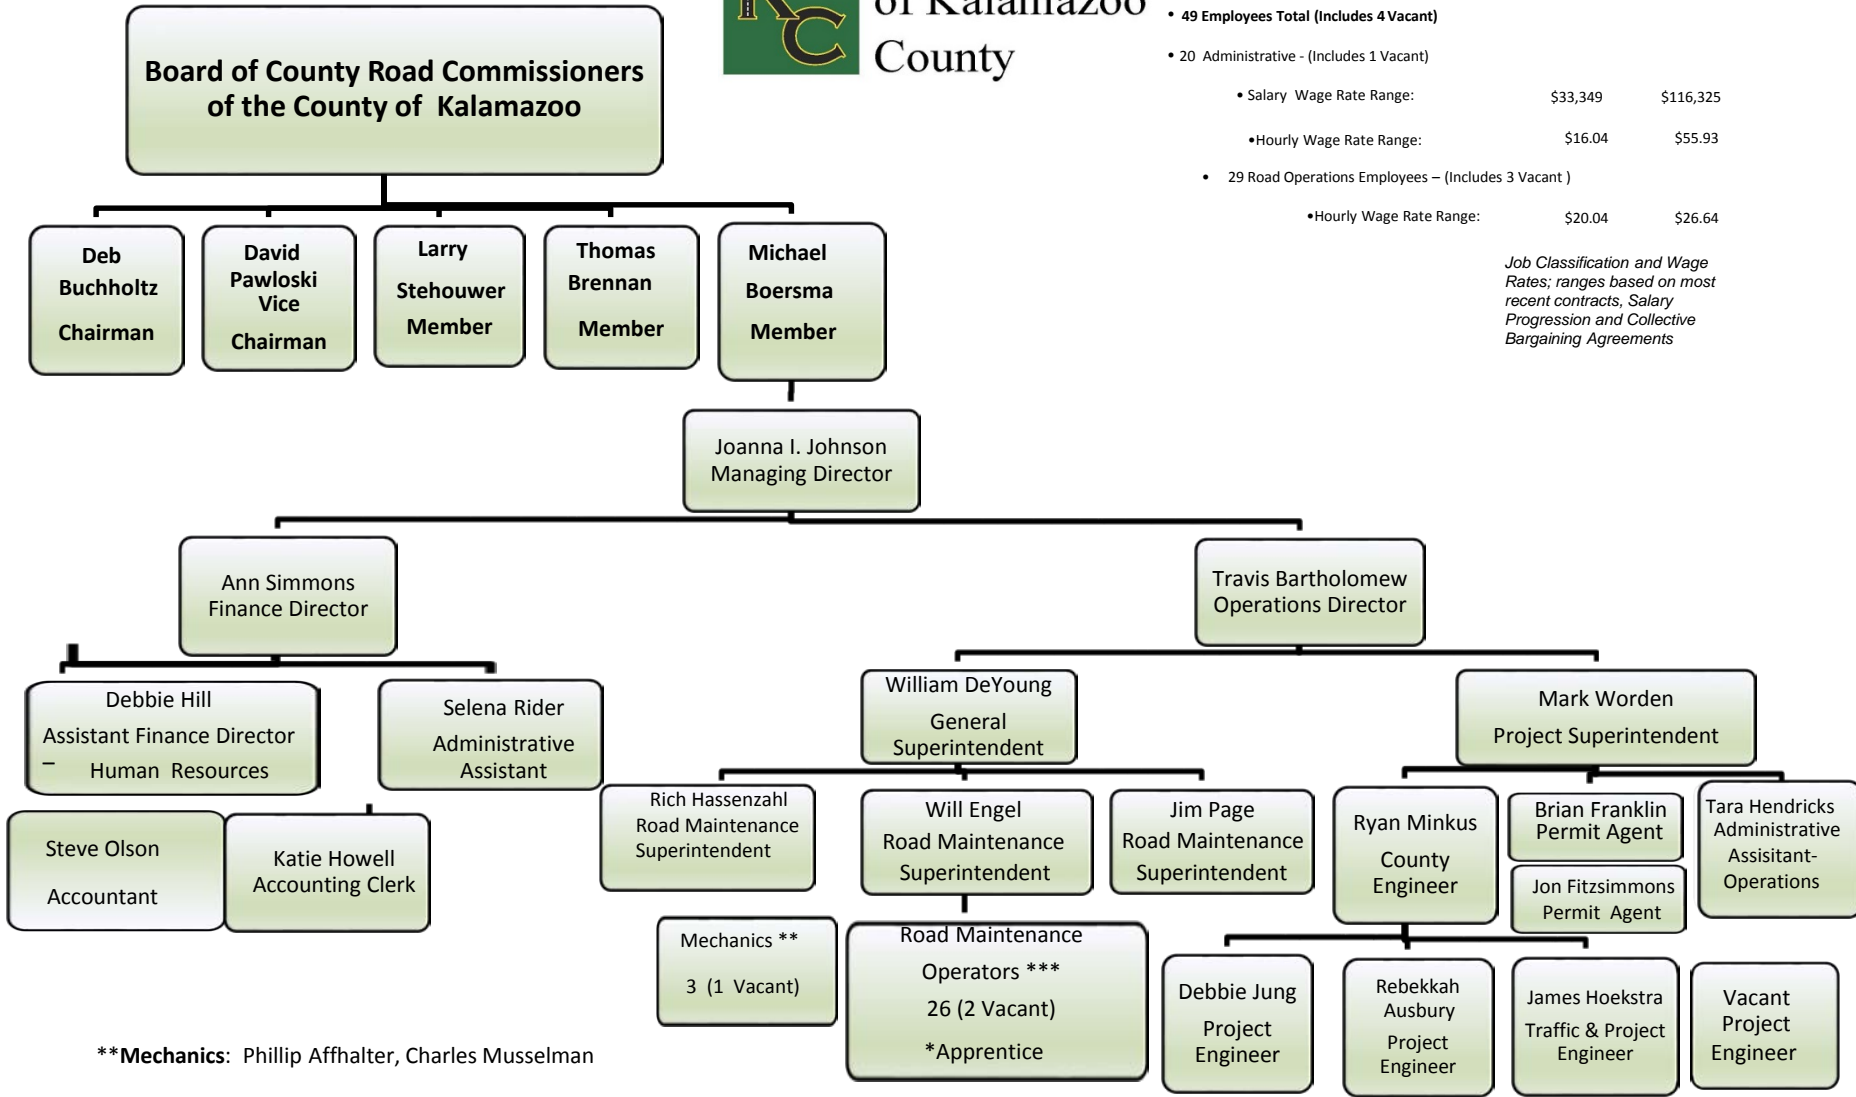 Board of County Road Commissioners
of the County of Kalamazoo
RC
of Kalamazoo
County
• 49 Employees Total (Includes 4 Vacant)
• 20 Administrative - (Includes 1 Vacant)
• Salary Wage Rate Range: $33,349 $116,325
•Hourly Wage Rate Range: $16.04 $55.93
• 29 Road Operations Employees – (Includes 3 Vacant )
•Hourly Wage Rate Range: $20.04 $26.64
Job Classification and Wage
Rates; ranges based on most
recent contracts, Salary
Progression and Collective
Bargaining Agreements
Deb
Buchholtz
Chairman
David
Pawloski
Vice
Chairman
Larry
Stehouwer
Member
Thomas
Brennan
Member
Michael
Boersma
Member
Joanna I. Johnson
Managing Director
Ann Simmons
Finance Director
Travis Bartholomew
Operations Director
Debbie Hill
Assistant Finance Director
– Human Resources
Selena Rider
Administrative
Assistant
William DeYoung
General
Superintendent
Mark Worden
Project Superintendent
Steve Olson
Accountant
Katie Howell
Accounting Clerk
Rich Hassenzahl
Road Maintenance
Superintendent
Will Engel
Road Maintenance
Superintendent
Jim Page
Road Maintenance
Superintendent
Ryan Minkus
County
Engineer
Brian Franklin
Permit Agent
Jon Fitzsimmons
Permit Agent
Tara Hendricks
Administrative
Assisitant-
Operations
Mechanics **
3 (1 Vacant)
Road Maintenance
Operators ***
26 (2 Vacant)
*Apprentice
Debbie Jung
Project
Engineer
Rebekkah
Ausbury
Project
Engineer
James Hoekstra
Traffic & Project
Engineer
Vacant
Project
Engineer
**Mechanics: Phillip Affhalter, Charles Musselman